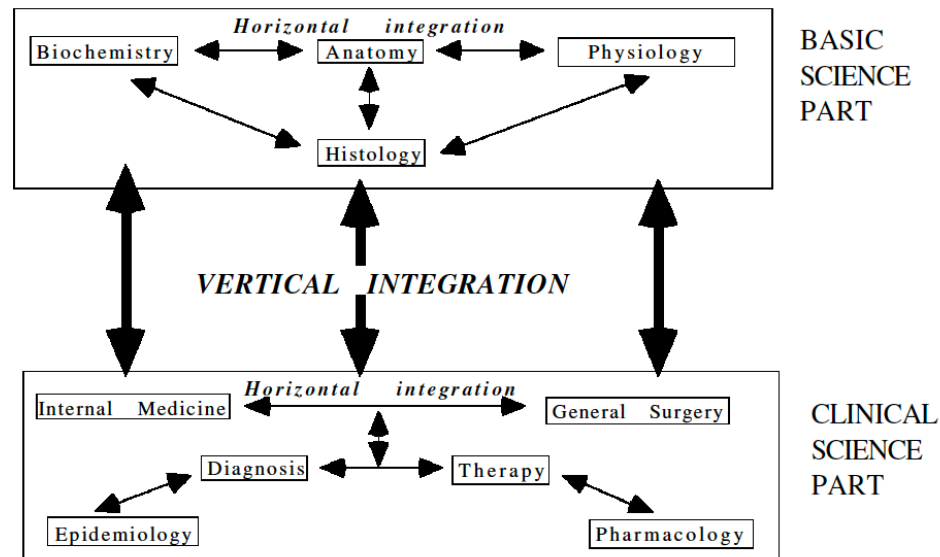 Horizontal integration
Biochemistry
Anatomy
Physiology
Histology
BASIC
SCIENCE
PART
VERTICAL INTEGRATION
Horizontal integration
Internal Medicine
General Surgery
Diagnosis
Therapy
Epidemiology
Pharmacology
CLINICAL
SCIENCE
PART